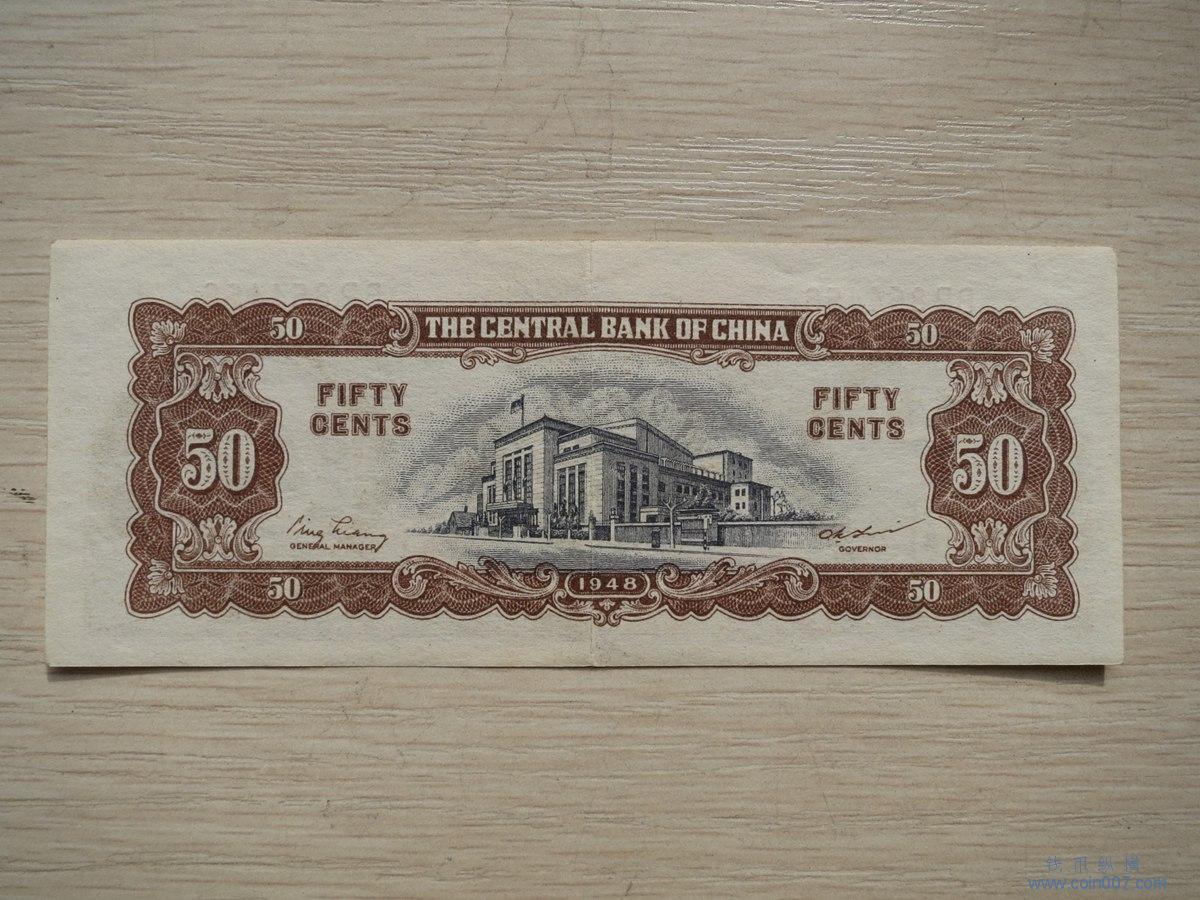 50 THE CENTRAL BANK OF CHINA 50
FIFTY CENTS
FIFTY CENTS
50
50
GENERAL MANAGER
GOVERNOR
50 1948 50
钱币纵横
www.coin007.com